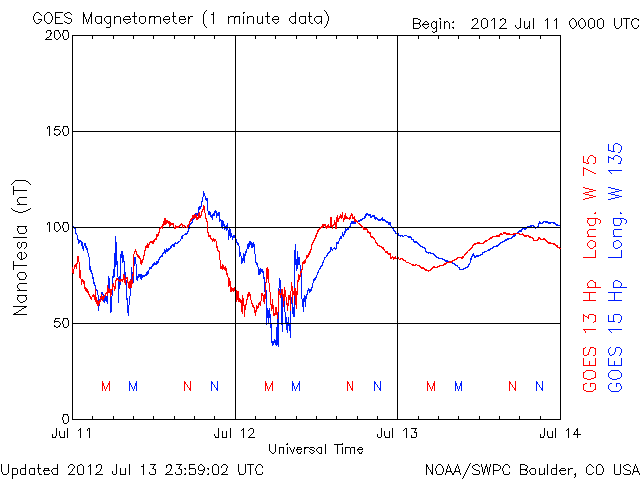 GOES Magnetometer (1 minute data)
Begin: 2012 Jul 11 0000 UTC
200
150
100
50
0
NanoTesla (nT)
M M N N M M N N M M N N
Jul 11 Jul 12 Jul 13 Jul 14
Universal Time
GOES 13 Hp Long. W 75
GOES 15 Hp Long. W 135
Updated 2012 Jul 13 23:59:02 UTC
NOAA/SWPC Boulder, CO USA